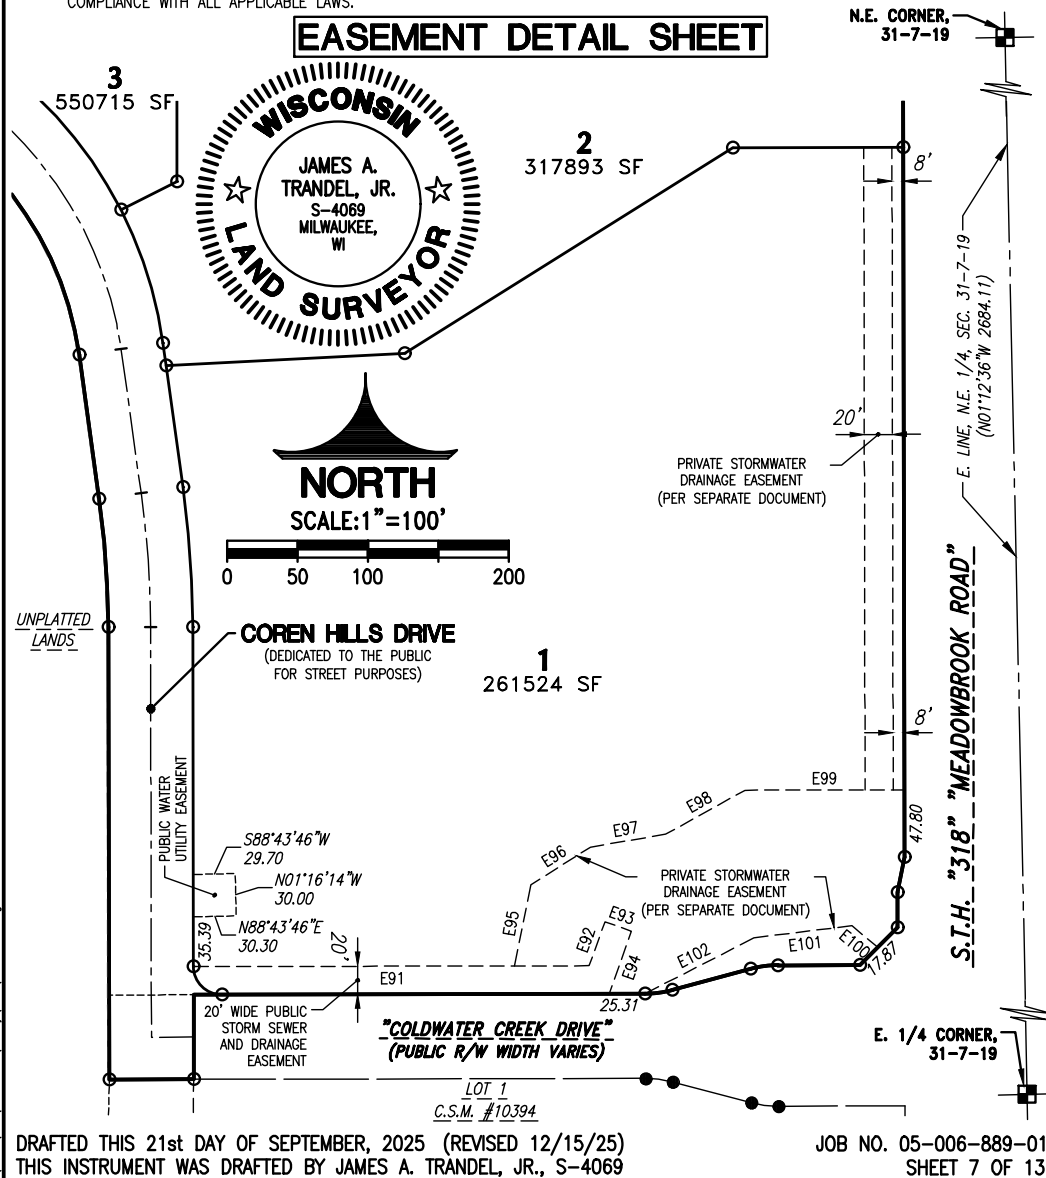 COMPLIANCE WITH ALL APPLICABLE LAWS.
EASEMENT DETAIL SHEET
N.E. CORNER,
31-7-19
3
550715 SF
WISCONSIN
JAMES A.
TRANDEL, JR.
S-4069
MILWAUKEE,
WI
LAND SURVEYOR
2
317893 SF
8'
E. LINE, N.E. 1/4, SEC. 31-7-19
(N01°12'36"W 2684.11)
20'
PRIVATE STORMWATER
DRAINAGE EASEMENT
(PER SEPARATE DOCUMENT)
NORTH
SCALE:1"=100'
0 50 100 200
UNPLATTED
LANDS
COREN HILLS DRIVE
(DEDICATED TO THE PUBLIC
FOR STREET PURPOSES)
1
261524 SF
8'
S.T.H. "318" "MEADOWBROOK ROAD"
PUBLIC WATER
UTILITY EASEMENT
S88°43'46"W
29.70
N01°16'14"W
30.00
N88°43'46"E
30.30
35.39
20'
E91
E92
E93
E94
E95
E96
E97
E98
E99
47.80
PRIVATE STORMWATER
DRAINAGE EASEMENT
(PER SEPARATE DOCUMENT)
E100
E101
E102
17.87
25.31
20' WIDE PUBLIC
STORM SEWER
AND DRAINAGE
EASEMENT
"COLDWATER CREEK DRIVE"
(PUBLIC R/W WIDTH VARIES)
E. 1/4 CORNER,
31-7-19
LOT 1
C.S.M. #10394
DRAFTED THIS 21st DAY OF SEPTEMBER, 2025 (REVISED 12/15/25)
THIS INSTRUMENT WAS DRAFTED BY JAMES A. TRANDEL, JR., S-4069
JOB NO. 05-006-889-01
SHEET 7 OF 13